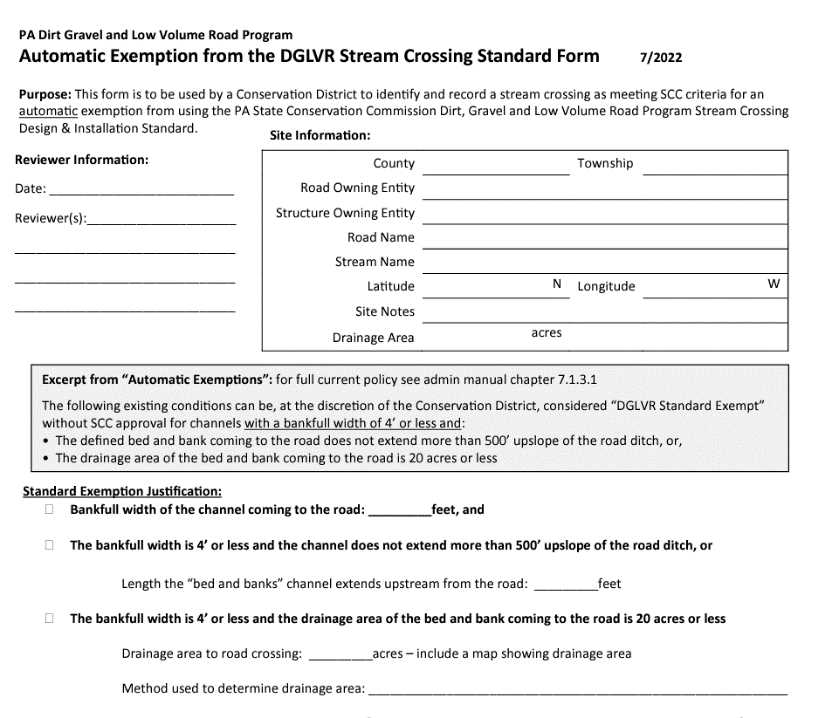 PA Dirt Gravel and Low Volume Road Program
Automatic Exemption from the DGLVR Stream Crossing Standard Form 7/2022
Purpose: This form is to be used by a Conservation District to identify and record a stream crossing as meeting SCC criteria for an
automatic exemption from using the PA State Conservation Commission Dirt, Gravel and Low Volume Road Program Stream Crossing
Design & Installation Standard.
Reviewer Information:
Date: ____________________________
Reviewer(s):______________________
Site Information:
County Township
Road Owning Entity
Structure Owning Entity
Road Name
Stream Name
Latitude N Longitude W
Site Notes
Drainage Area acres
Excerpt from “Automatic Exemptions”: for full current policy see admin manual chapter 7.1.3.1
The following existing conditions can be, at the discretion of the Conservation District, considered “DGLVR Standard Exempt”
without SCC approval for channels with a bankfull width of 4’ or less and:
• The defined bed and bank coming to the road does not extend more than 500’ upslope of the road ditch, or,
• The drainage area of the bed and bank coming to the road is 20 acres or less
Standard Exemption Justification:
☐ Bankfull width of the channel coming to the road: _________feet, and
☐ The bankfull width is 4’ or less and the channel does not extend more than 500’ upslope of the road ditch, or
Length the “bed and banks” channel extends upstream from the road: _________feet
☐ The bankfull width is 4’ or less and the drainage area of the bed and bank coming to the road is 20 acres or less
Drainage area to road crossing: _________acres – include a map showing drainage area
Method used to determine drainage area: ____________________________________________________________